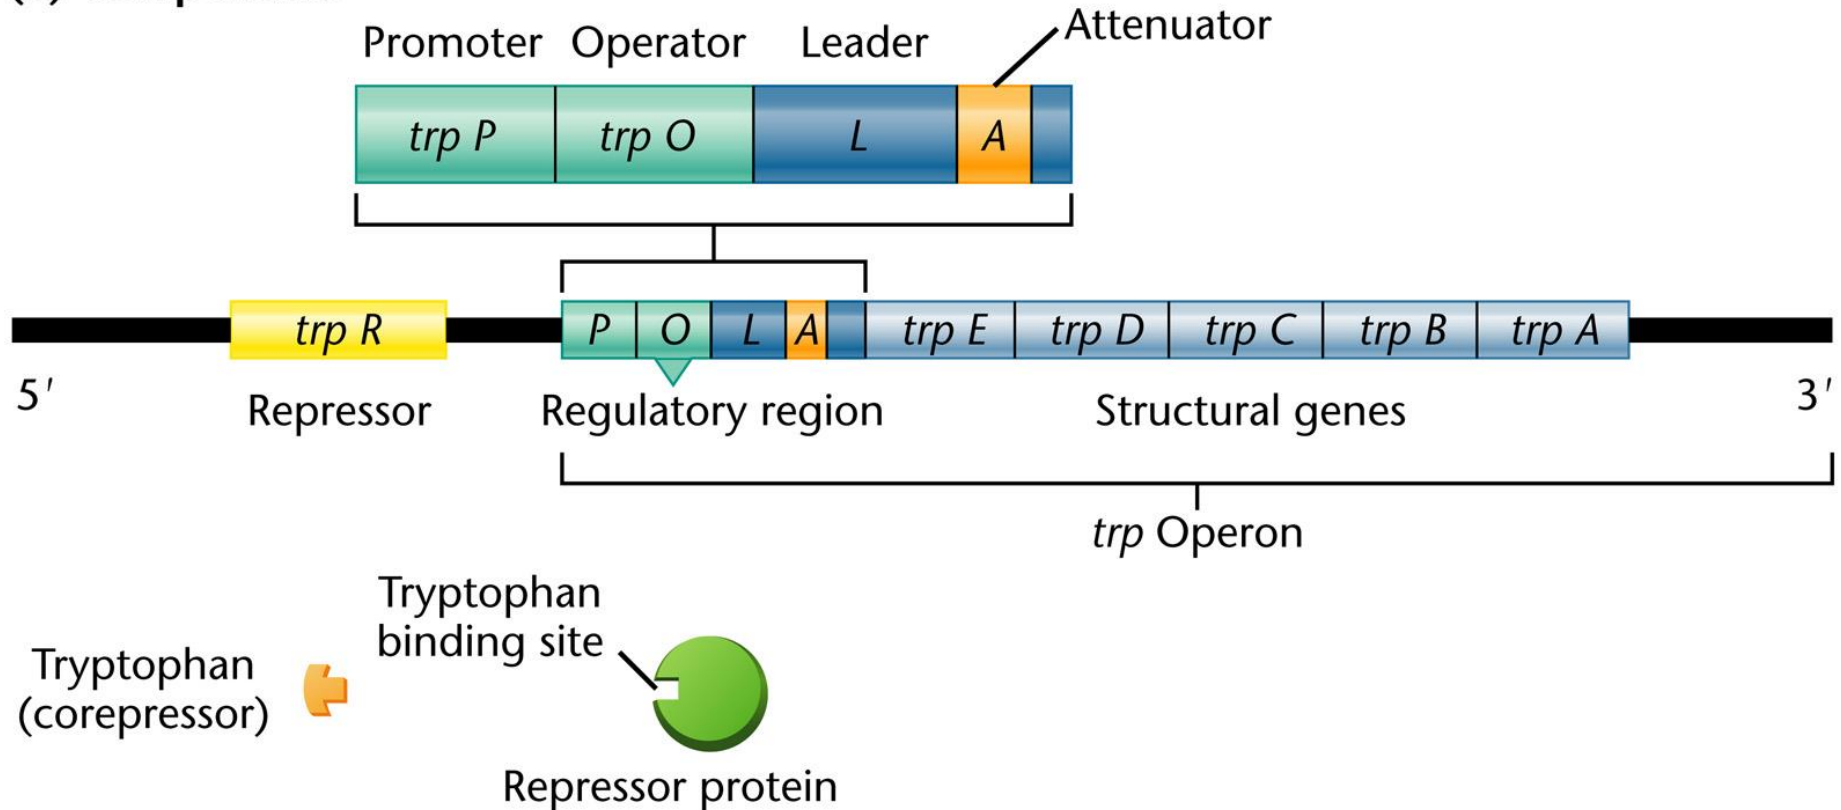 Promoter Operator Leader Attenuator
trp P trp O L A
trp R P O L A trp E trp D trp C trp B trp A
5′ Repressor Regulatory region Structural genes 3′
trp Operon
Tryptophan
binding site
Tryptophan
(corepressor)
Repressor protein